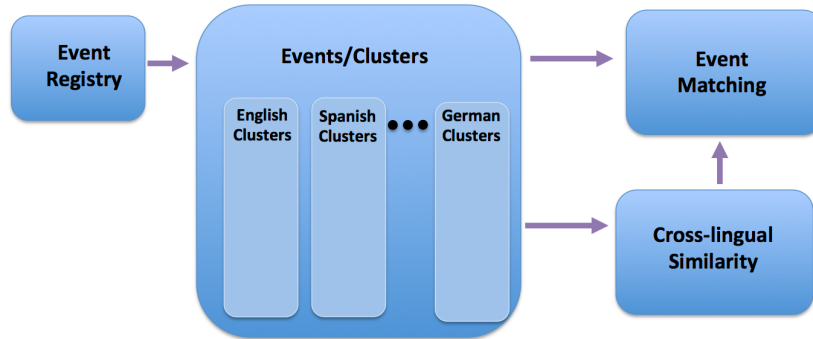 Event
Registry
Events/Clusters
English
Clusters
Spanish
Clusters
German
Clusters
Event
Matching
Cross-lingual
Similarity